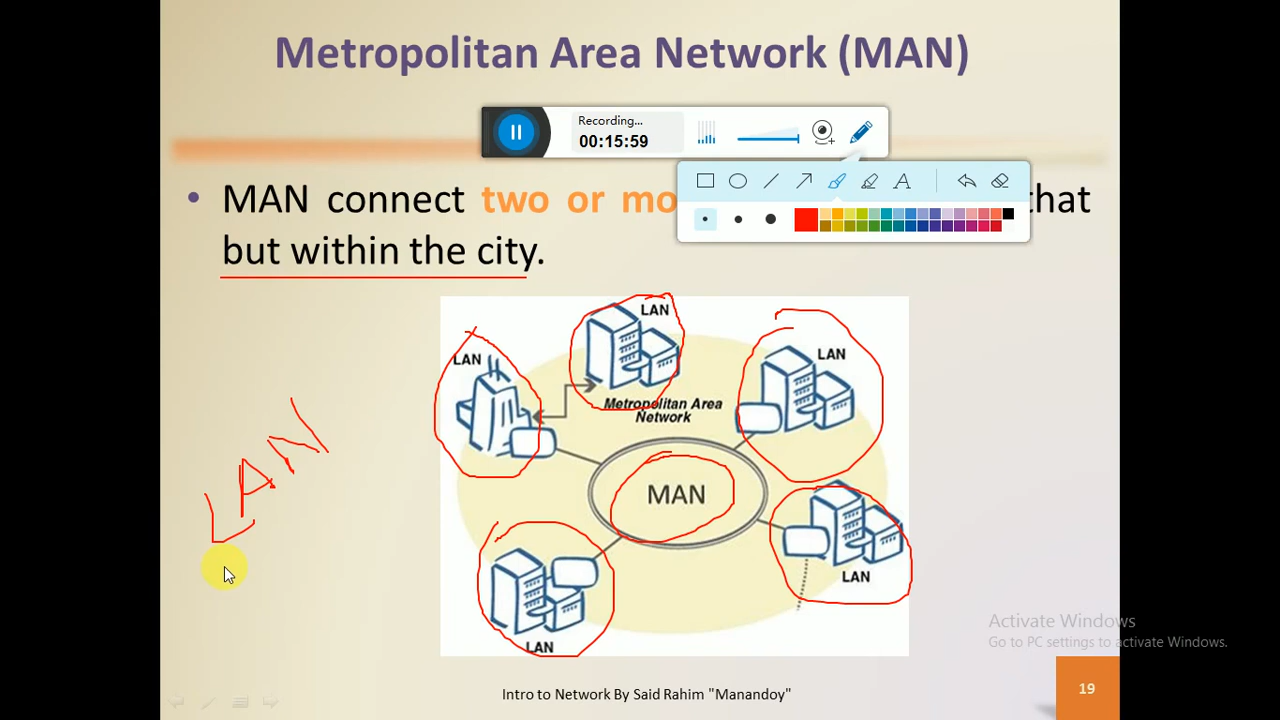 Metropolitan Area Network (MAN)
Recording...
00:15:59
A
• MAN connect two or mo that
but within the city.
LAN
LAN
LAN
Metropolitan Area
Network
LAN
MAN
LAN
LAN
Activate Windows
Go to PC settings to activate Windows.
Intro to Network By Said Rahim "Manandoy"
19